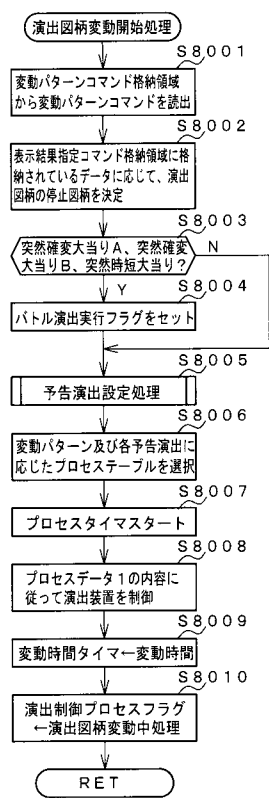 演出図柄変動開始処理
S8001
変動パターンコマンド格納領域
から変動パターンコマンドを読出
S8002
表示結果指定コマンド格納領域に格
納されているデータに応じて、演出
図柄の停止図柄を決定
S8003
突然確変大当りA、突然確変
大当りB、突然時短大当り?
N
Y
S8004
バトル演出実行フラグをセット
S8005
予告演出設定処理
S8006
変動パターン及び各予告演出に
応じたプロセステーブルを選択
S8007
プロセスタイマスタート
S8008
プロセスデータ1の内容に
従って演出装置を制御
S8009
変動時間タイマ←変動時間
S8010
演出制御プロセスフラグ
←演出図柄変動中処理
RET